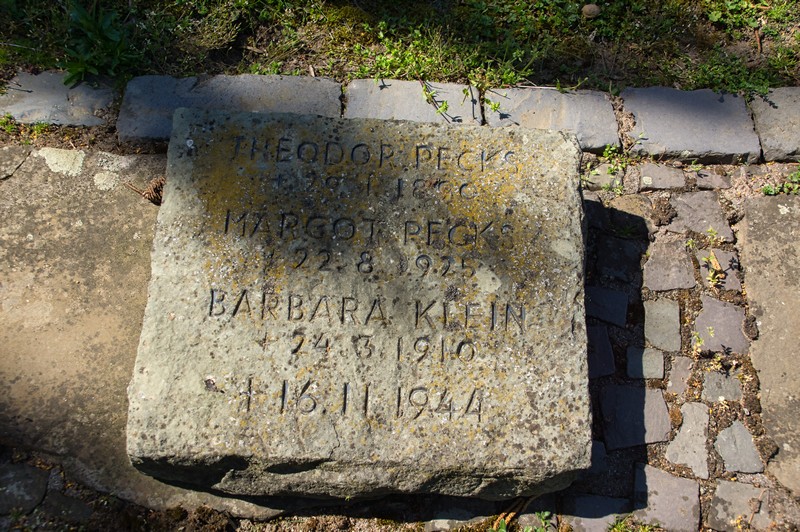 THEODOR PECKS
MARGOT PECKS
* 22.8.1925
BARBARA KLEIN
* 24.3.1910
† 16.11.1944